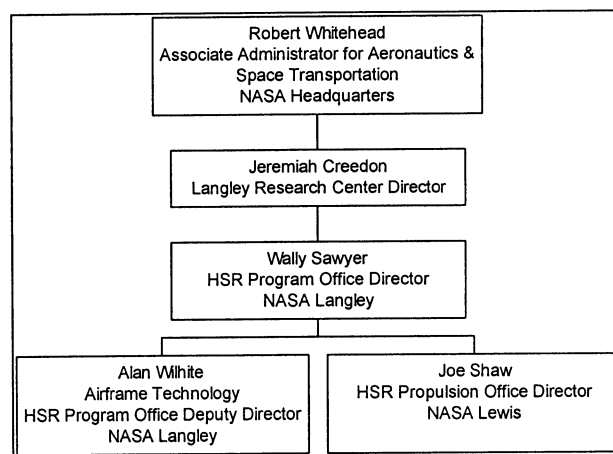 Robert Whitehead
Associate Administrator for Aeronautics &
Space Transportation
NASA Headquarters
Jeremiah Creedon
Langley Research Center Director
Wally Sawyer
HSR Program Office Director
NASA Langley
Alan Wilhite
Airframe Technology
HSR Program Office Deputy Director
NASA Langley
Joe Shaw
HSR Propulsion Office Director
NASA Lewis